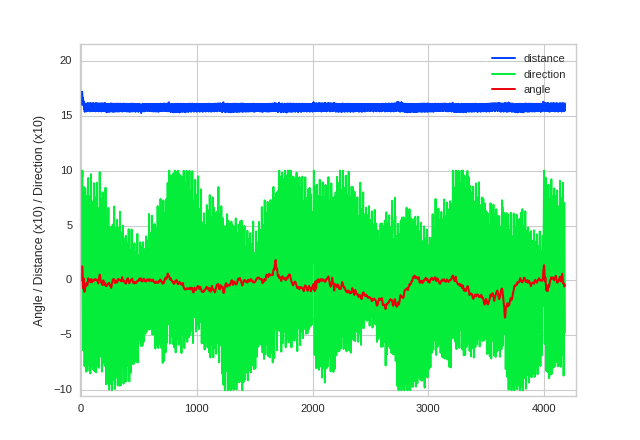 distance
direction
angle
Angle / Distance (x10) / Direction (x10)
20
15
10
5
0
−5
−10
0 1000 2000 3000 4000